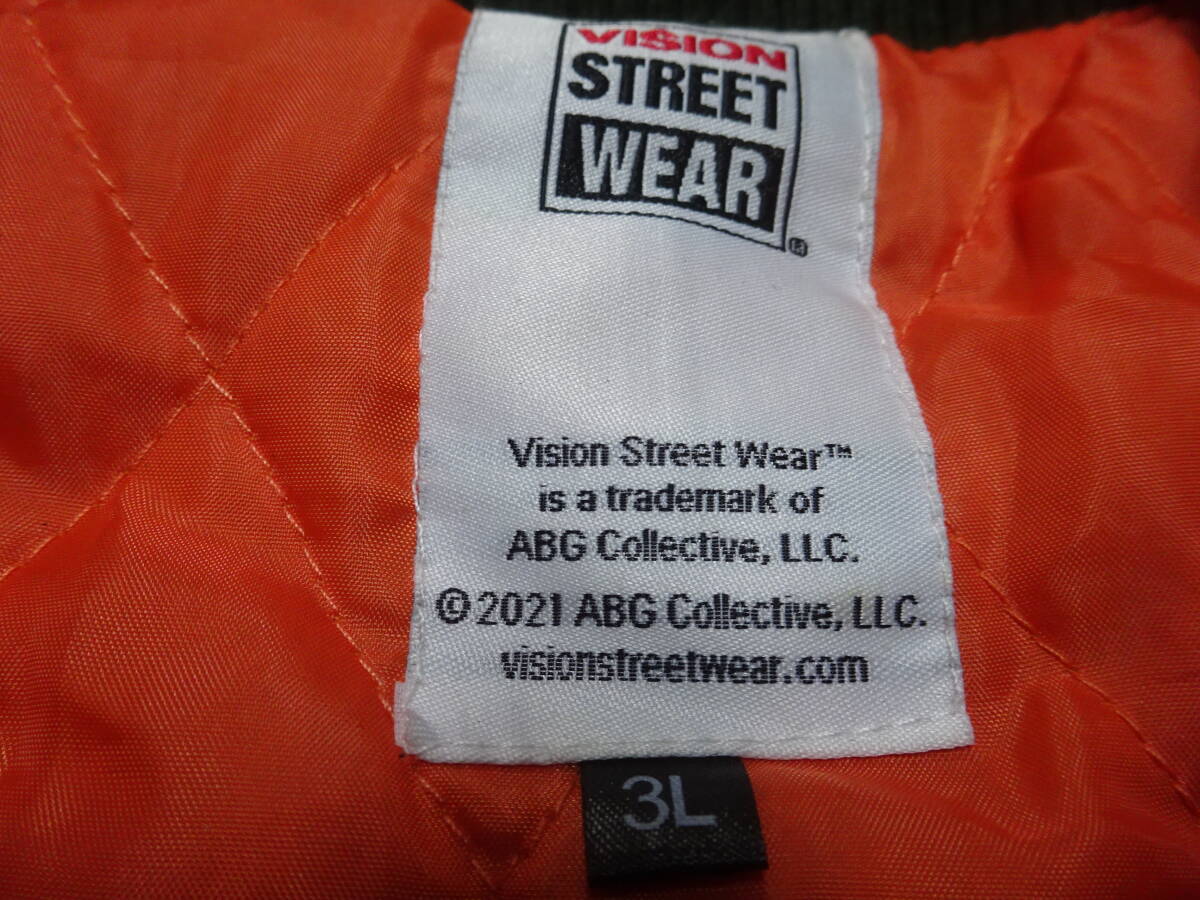 VISION
STREET
WEAR
®
Vision Street Wear™
is a trademark of
ABG Collective, LLC.
© 2021 ABG Collective, LLC.
visionstreetwear.com
3L